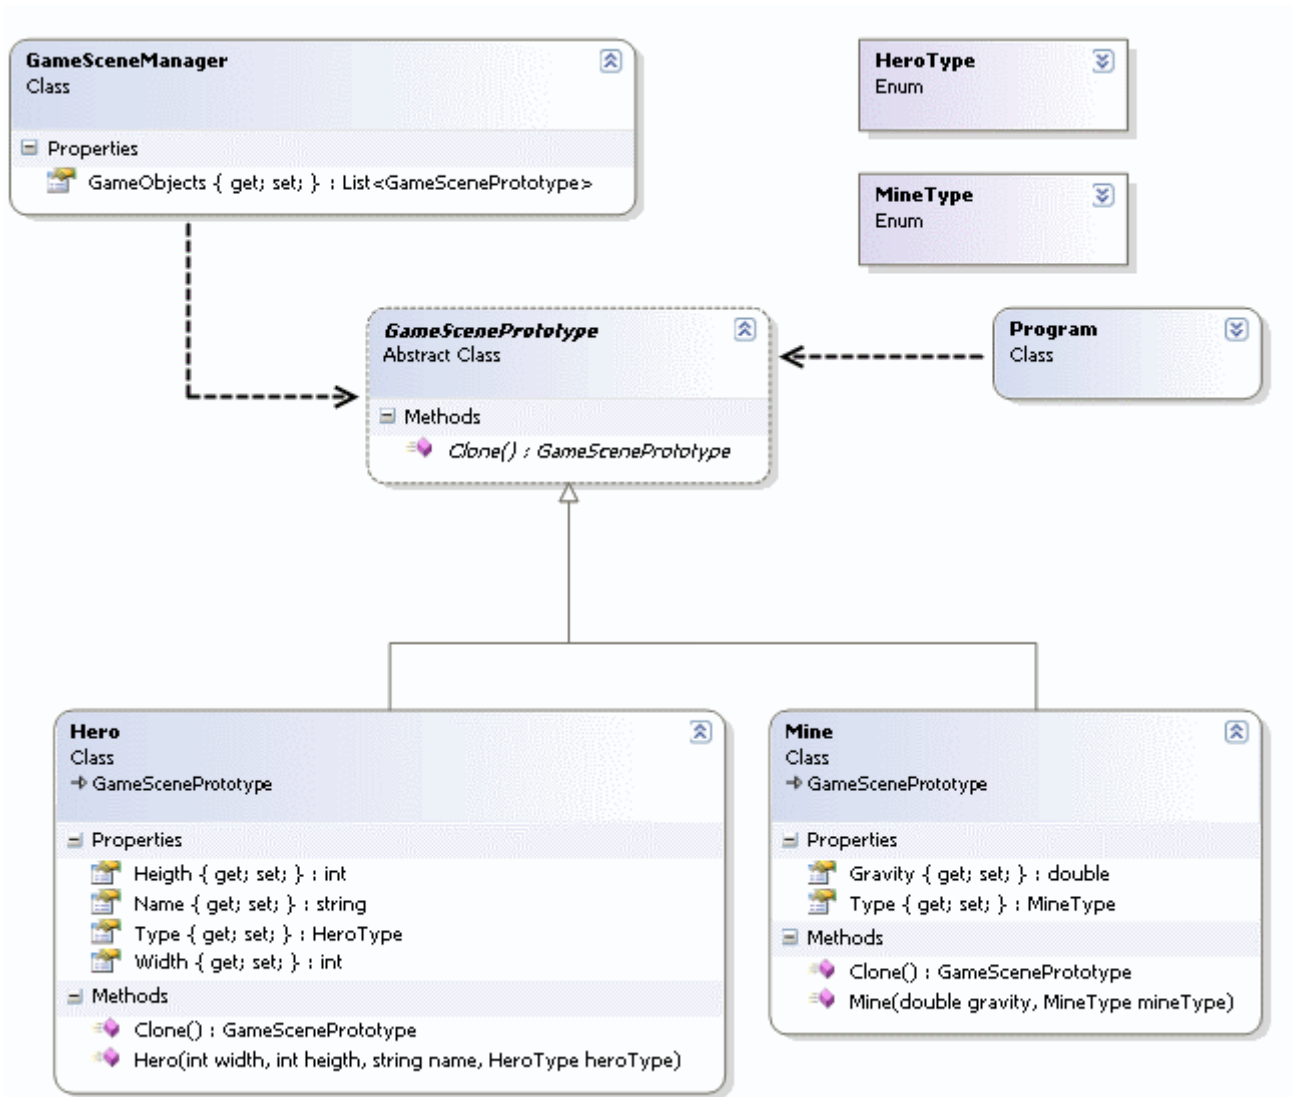 GameSceneManager
Class
Properties
GameObjects { get; set; } : List<GameScenePrototype>
HeroType
Enum
MineType
Enum
GameScenePrototype
Abstract Class
Methods
Clone() : GameScenePrototype
Program
Class
Hero
Class
GameScenePrototype
Properties
Heigth { get; set; } : int
Name { get; set; } : string
Type { get; set; } : HeroType
Width { get; set; } : int
Methods
Clone() : GameScenePrototype
Hero(int width, int heigth, string name, HeroType heroType)
Mine
Class
GameScenePrototype
Properties
Gravity { get; set; } : double
Type { get; set; } : MineType
Methods
Clone() : GameScenePrototype
Mine(double gravity, MineType mineType)